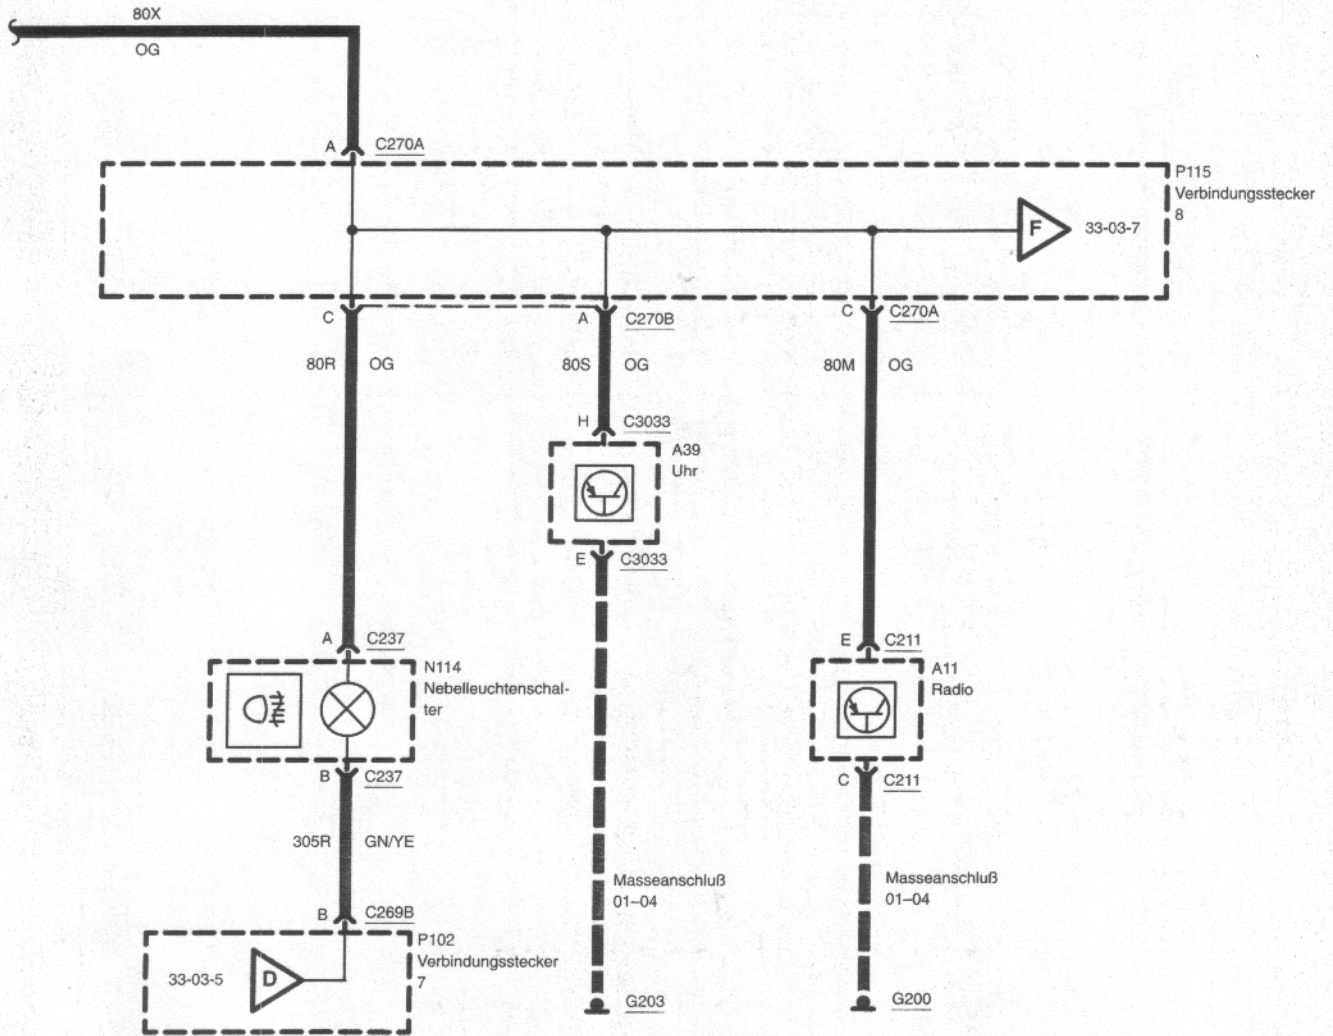 80X
OG
A C270A
P115
Verbindungsstecker
8
F 33-03-7
C A C270B C C270A
80R OG 80S OG 80M OG
H C3033
A39
Uhr
E C3033
A C237
N114
Nebelleuchtenschal-
ter
E C211
A11
Radio
B C237
C C211
305R GN/YE
Masseanschluß
01–04
Masseanschluß
01–04
B C269B
P102
Verbindungsstecker
7
33-03-5 D
G203
G200